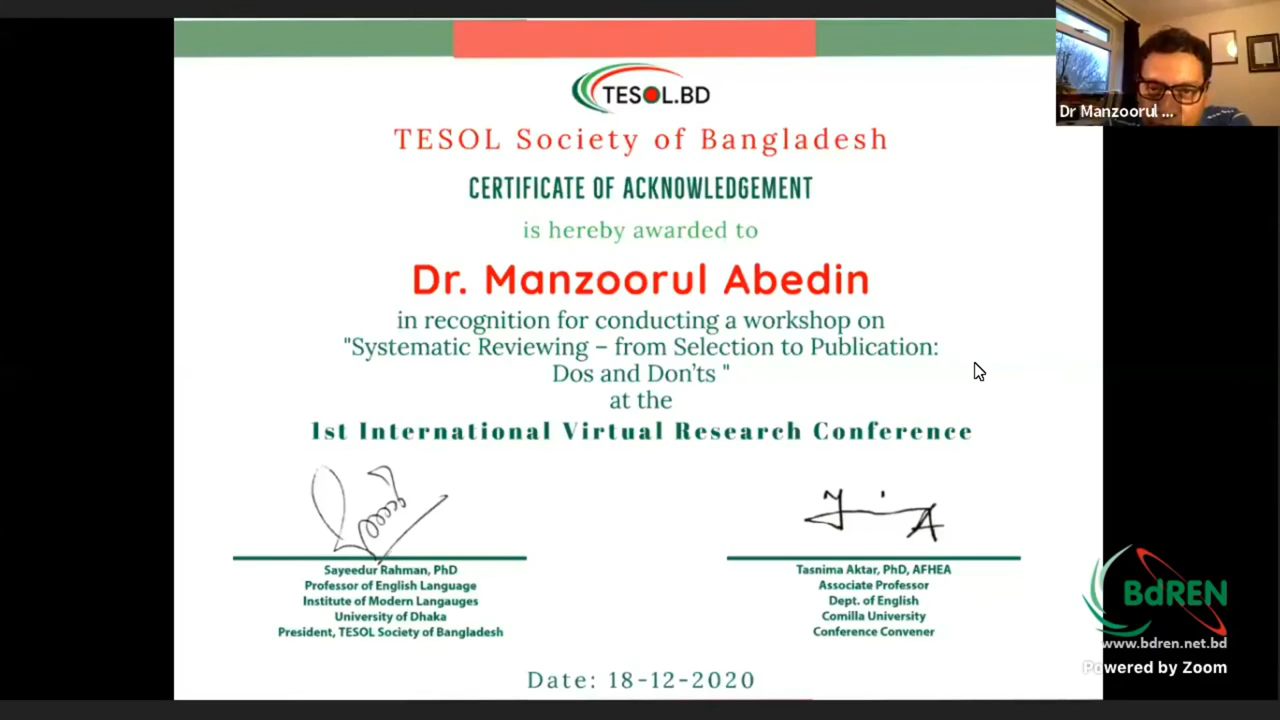 TESOL.BD
TESOL Society of Bangladesh
CERTIFICATE OF ACKNOWLEDGEMENT
is hereby awarded to
Dr. Manzoorul Abedin
in recognition for conducting a workshop on
"Systematic Reviewing – from Selection to Publication:
Dos and Don'ts "
at the
1st International Virtual Research Conference
Sayeedur Rahman, PhD
Professor of English Language
Institute of Modern Langauges
University of Dhaka
President, TESOL Society of Bangladesh
Tasnima Aktar, PhD, AFHEA
Associate Professor
Dept. of English
Comilla University
Conference Convener
Date: 18-12-2020
Dr Manzoorul ...
BdREN
www.bdren.net.bd
Powered by Zoom